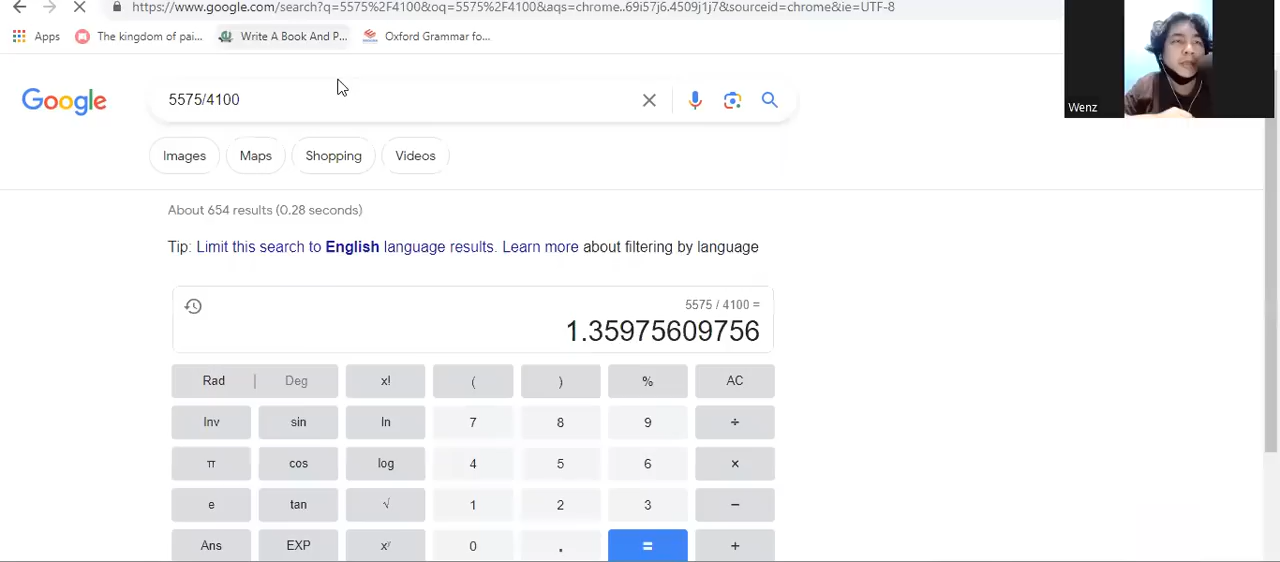 https://www.google.com/search?q=5575%2F4100&oq=5575%2F4100&aqs=chrome..69i57j6.4509j1j7&sourceid=chrome&ie=UTF-8
Apps The kingdom of pai... Write A Book And P... Oxford Grammar fo...
Wenz
Google 5575/4100
Images Maps Shopping Videos
About 654 results (0.28 seconds)
Tip: Limit this search to English language results. Learn more about filtering by language
5575 / 4100 =
1.35975609756
Rad | Deg x! ( ) % AC
Inv sin ln 7 8 9 ÷
π cos log 4 5 6 ×
e tan √ 1 2 3 −
Ans EXP xʸ 0 . = +